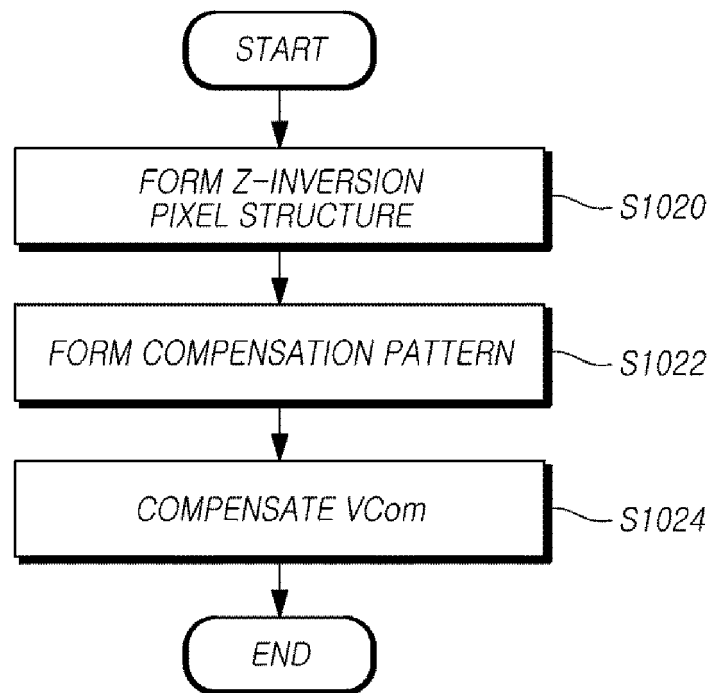 START
FORM Z-INVERSION
PIXEL STRUCTURE
S1020
FORM COMPENSATION PATTERN
S1022
COMPENSATE VCom
S1024
END